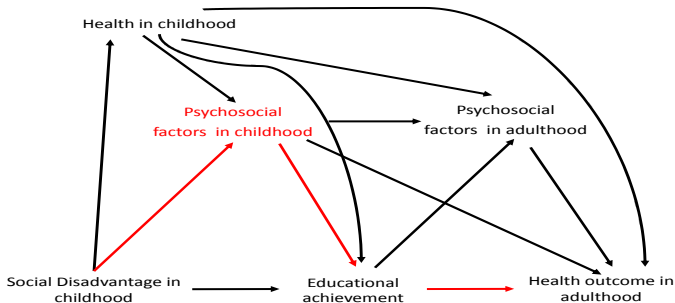 Health in childhood
Psychosocial
factors in childhood
Psychosocial
factors in adulthood
Social Disadvantage in
childhood
Educational
achievement
Health outcome in
adulthood